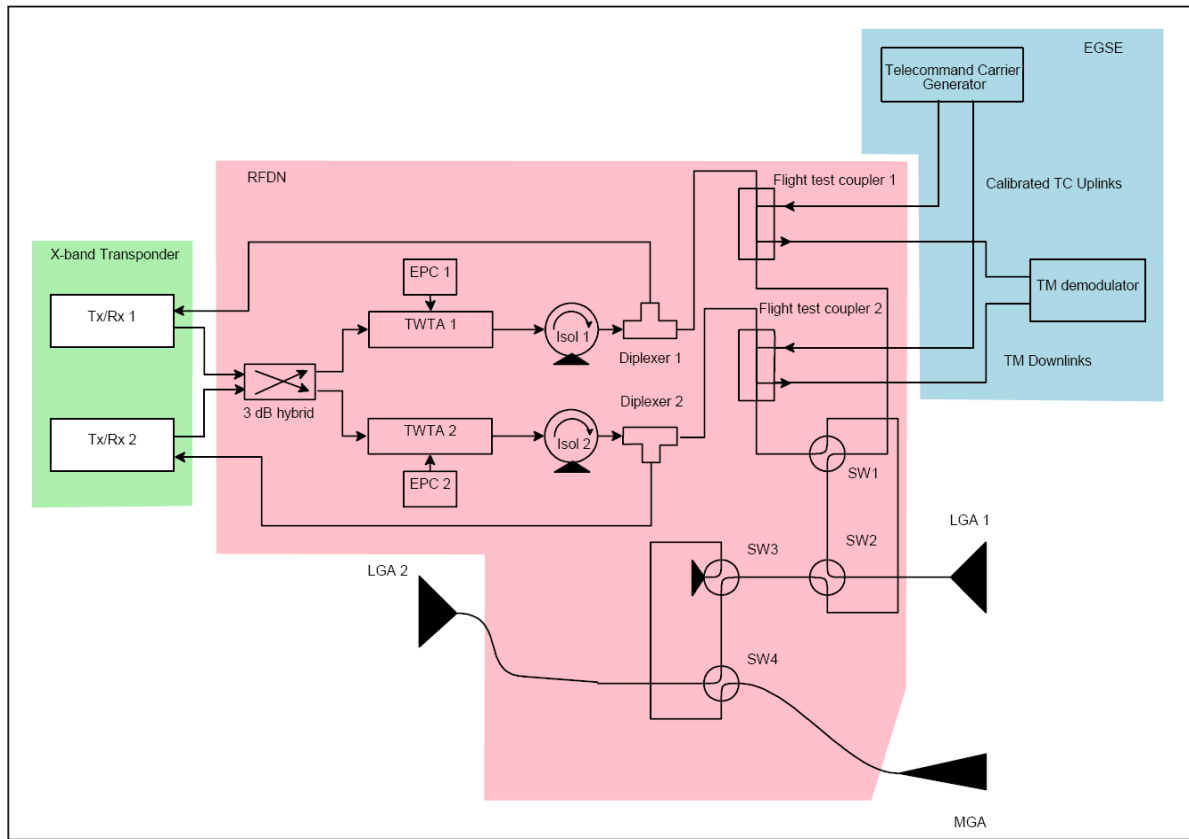 EGSE
Telecommand Carrier
Generator
RFDN
Flight test coupler 1
Calibrated TC Uplinks
X-band Transponder
EPC 1
TM demodulator
Tx/Rx 1
TWTA 1
Isol 1
Flight test coupler 2
Diplexer 1
TM Downlinks
3 dB hybrid
Diplexer 2
Tx/Rx 2
TWTA 2
Isol 2
EPC 2
SW1
LGA 1
SW3
SW2
LGA 2
SW4
MGA